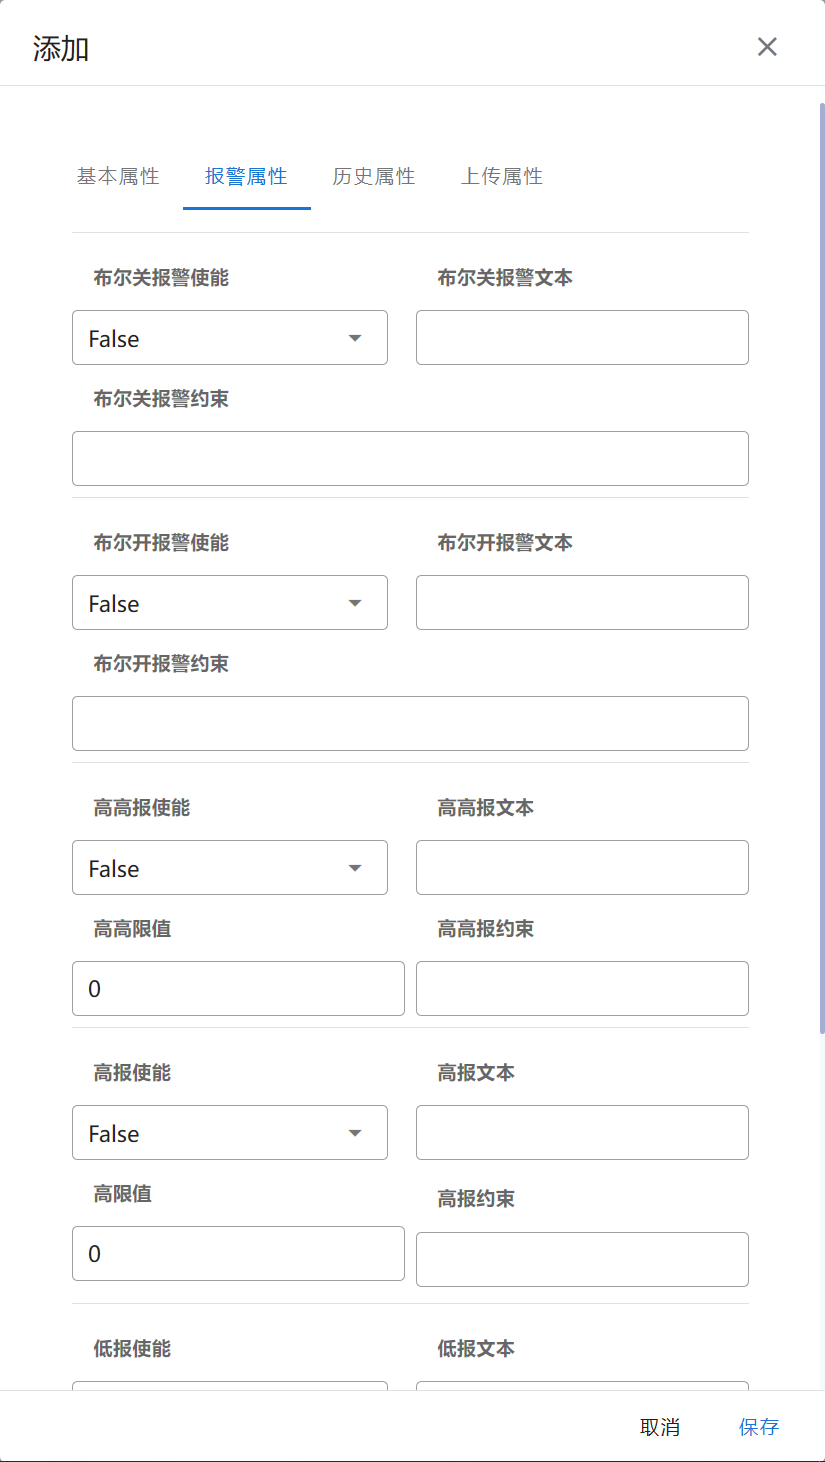 添加
基本属性 报警属性 历史属性 上传属性
布尔关报警使能 布尔关报警文本
False
布尔关报警约束
布尔开报警使能 布尔开报警文本
False
布尔开报警约束
高高报使能 高高报文本
False
高高限值 高高报约束
0
高报使能 高报文本
False
高限值 高报约束
0
低报使能 低报文本
取消 保存